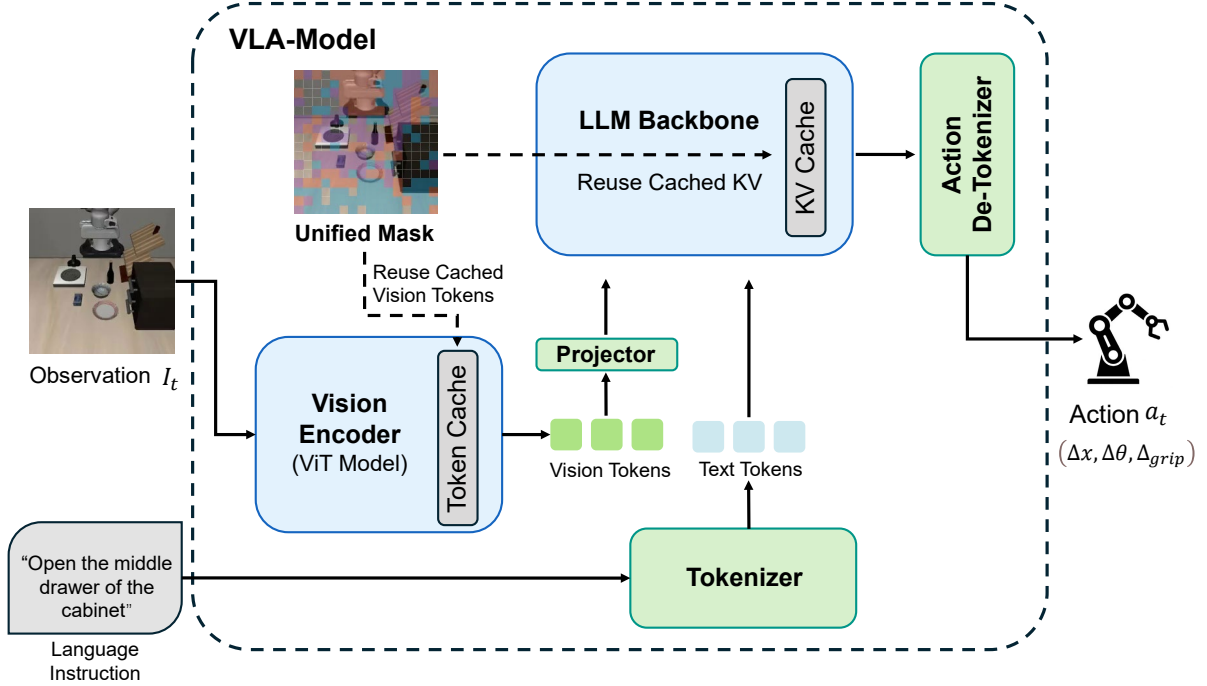 VLA-Model
Unified Mask
Reuse Cached
Vision Tokens
LLM Backbone
Reuse Cached KV
KV Cache
Action
De-Tokenizer
Observation I_t
Vision
Encoder
(ViT Model)
Token Cache
Projector
Vision Tokens
Text Tokens
Tokenizer
Action a_t
(Δx, Δθ, Δ_grip)
“Open the middle
drawer of the
cabinet”
Language
Instruction